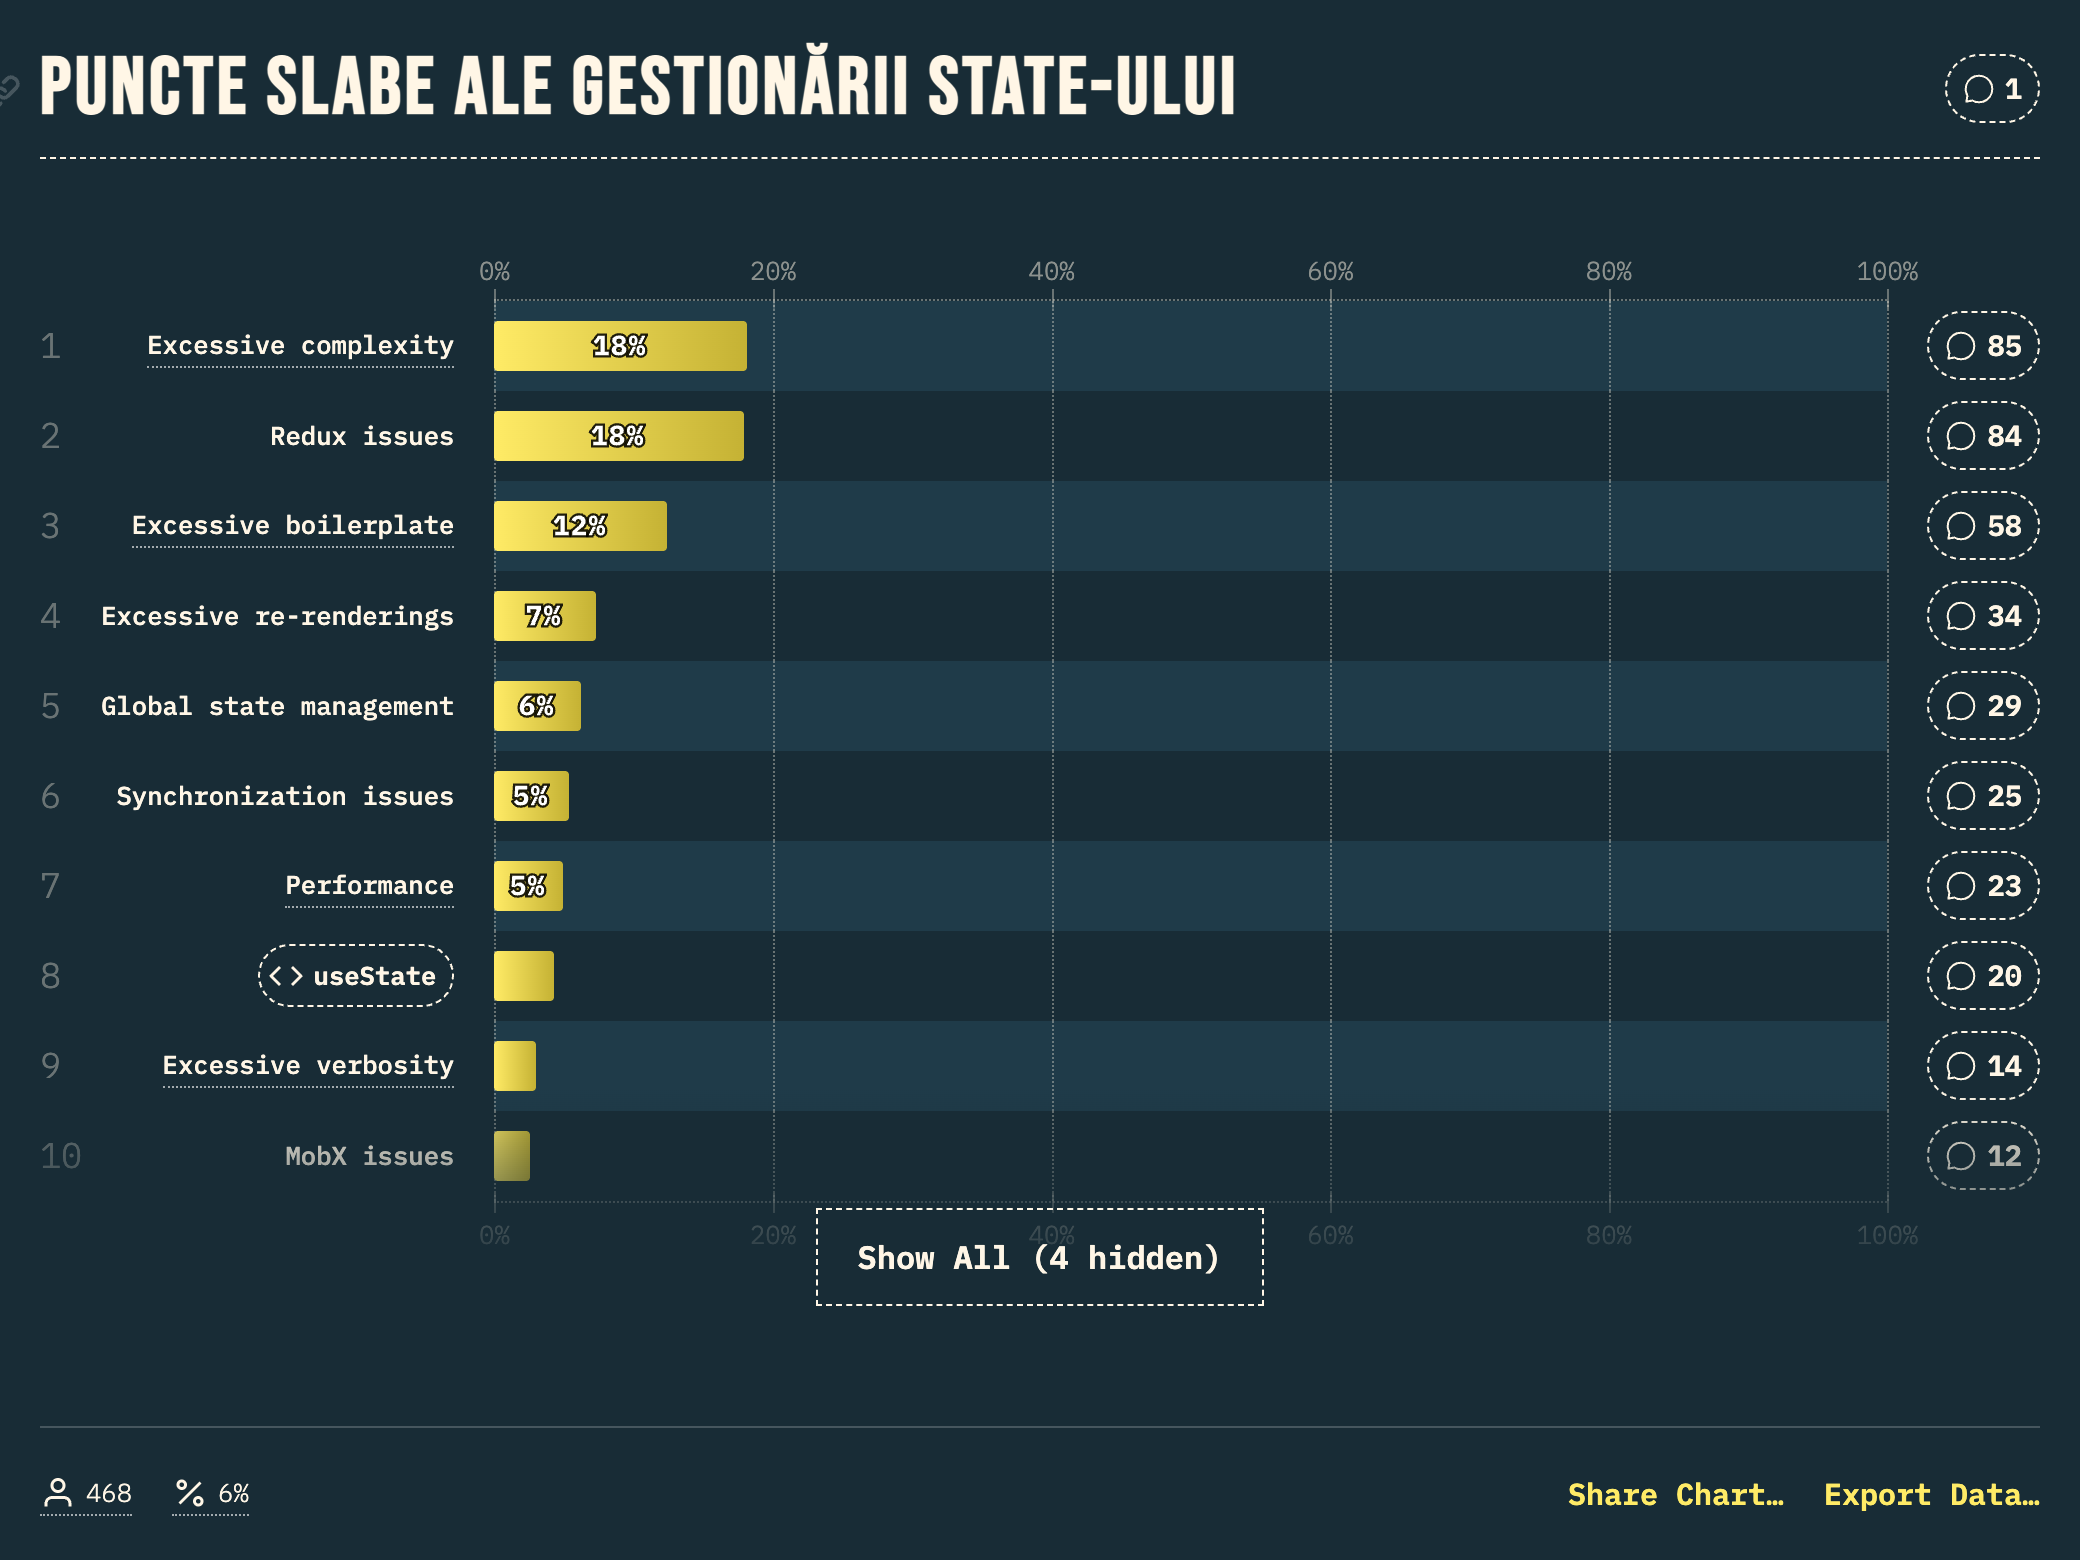 PUNCTE SLABE ALE GESTIONĂRII STATE-ULUI 1
0% 20% 40% 60% 80% 100%
1 Excessive complexity 18% 85
2 Redux issues 18% 84
3 Excessive boilerplate 12% 58
4 Excessive re-renderings 7% 34
5 Global state management 6% 29
6 Synchronization issues 5% 25
7 Performance 5% 23
8 <> useState 20
9 Excessive verbosity 14
10 MobX issues 12
0% 20% 40% 60% 80% 100%
Show All (4 hidden)
468 % 6% Share Chart… Export Data…